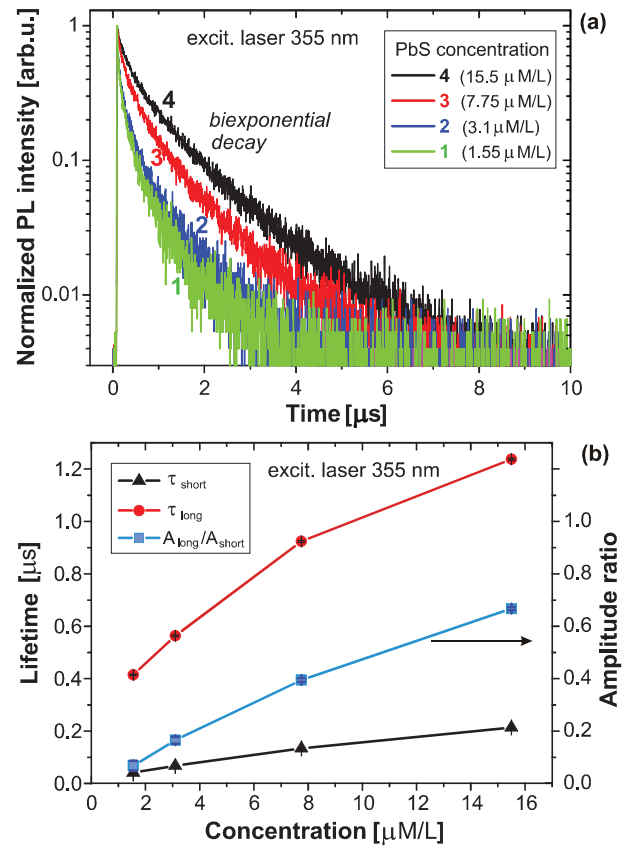 (a)
excit. laser 355 nm
PbS concentration
4 (15.5 μ M/L)
3 (7.75 μ M/L)
2 (3.1 μ M/L)
1 (1.55 μ M/L)
biexponential
decay
4
3
2
1
Normalized PL intensity [arb.u.]
1
0.1
0.01
0 2 4 6 8 10
Time [μs]
(b)
excit. laser 355 nm
τ short
τ long
A long/A short
Lifetime [μs]
1.2
1.0
0.8
0.6
0.4
0.2
0.0
Amplitude ratio
1.0
0.8
0.6
0.4
0.2
0.0
0 2 4 6 8 10 12 14 16
Concentration [μM/L]